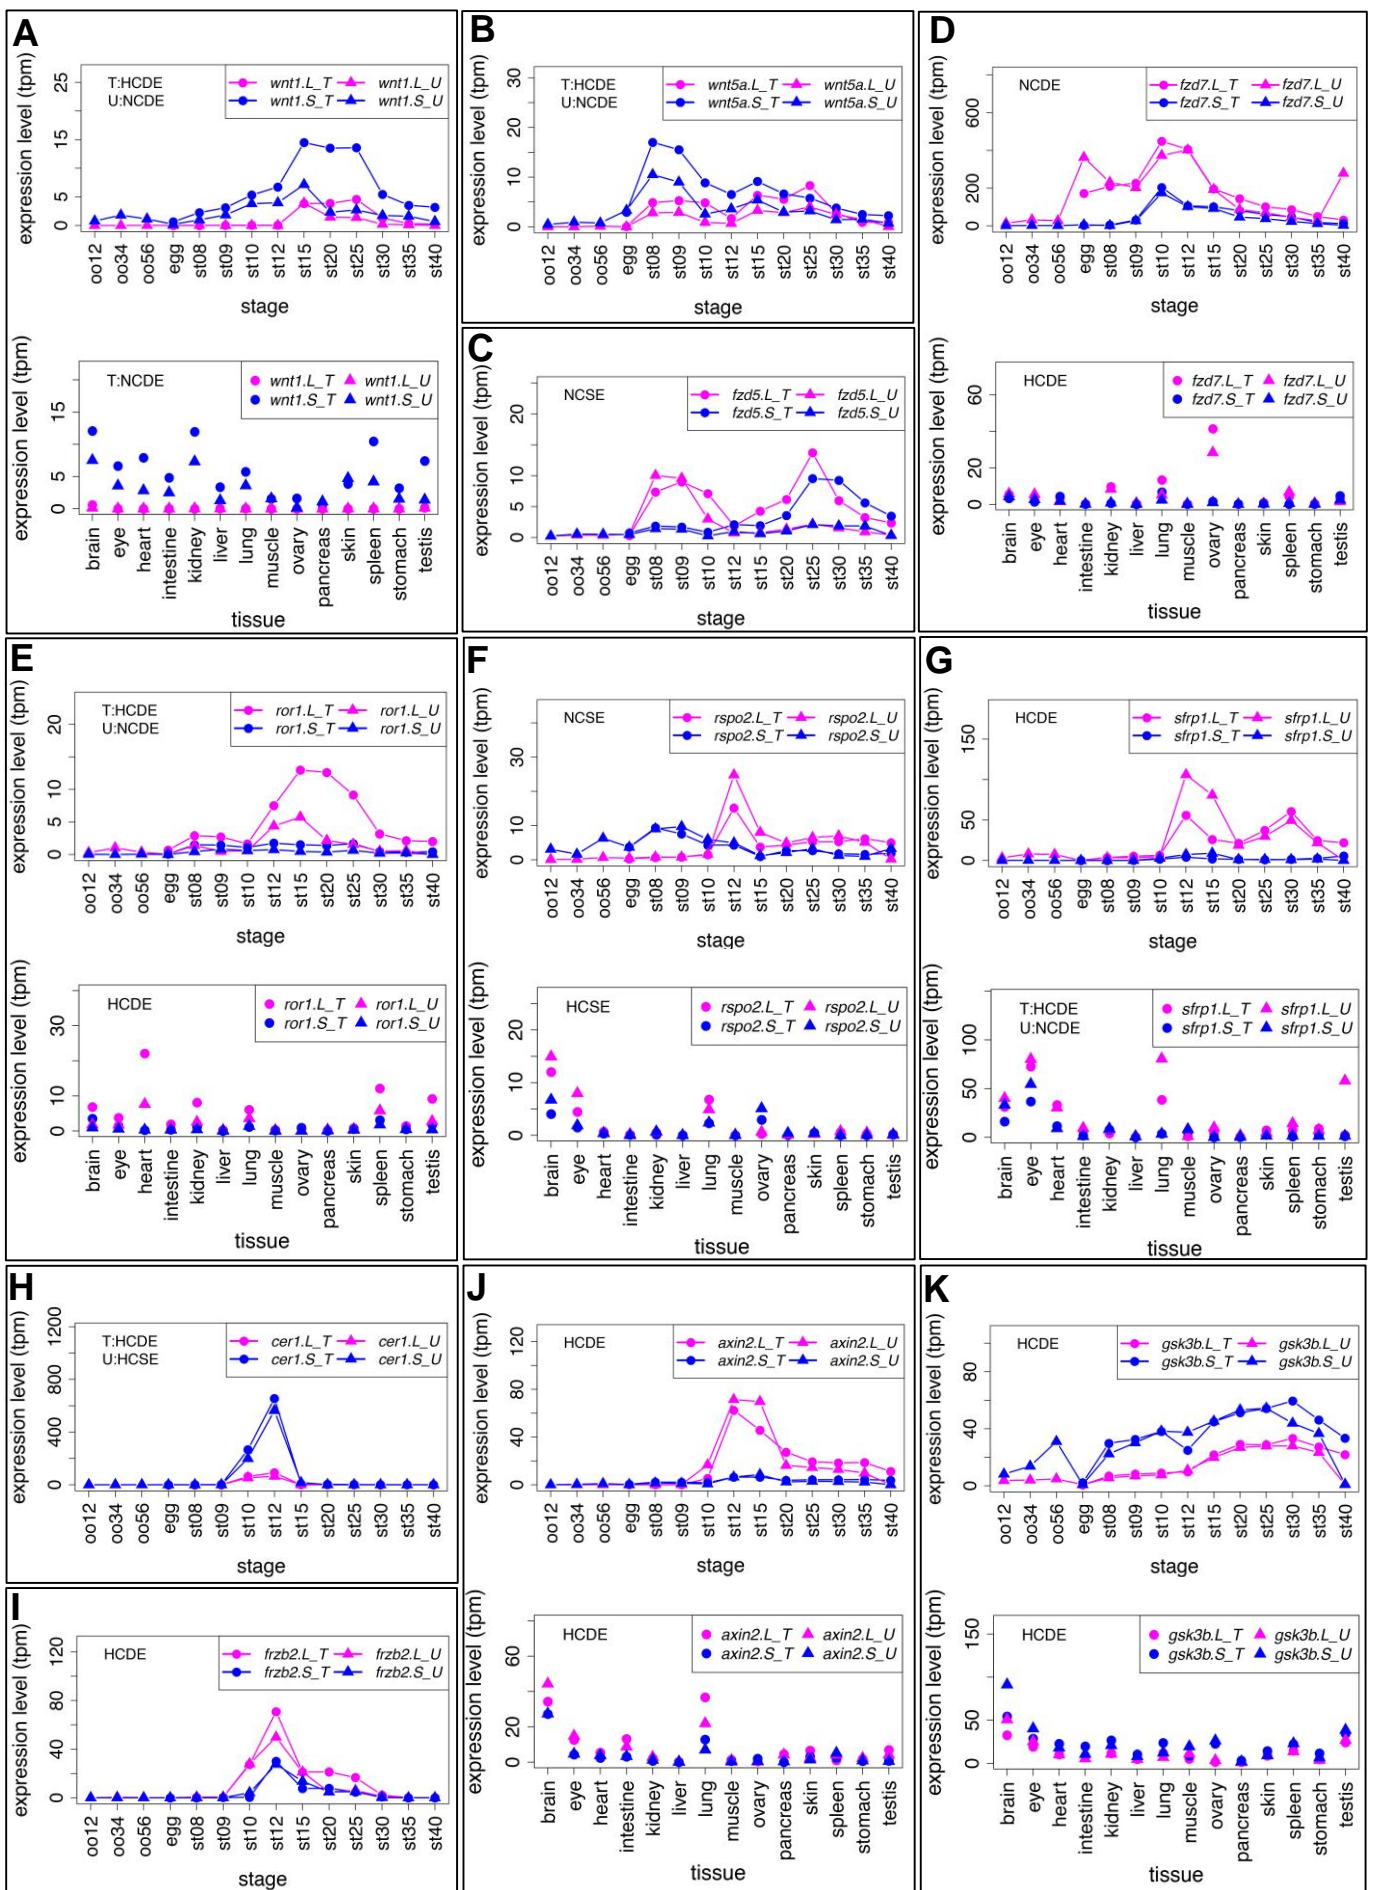 A
expression level (tpm)
25
15
5
0
T:HCDE
U:NCDE
wnt1.L_T wnt1.L_U
wnt1.S_T wnt1.S_U
oo12 oo34 oo56 egg st08 st09 st10 st12 st15 st20 st25 st30 st35 st40
stage
expression level (tpm)
15
5
0
T:NCDE
wnt1.L_T wnt1.L_U
wnt1.S_T wnt1.S_U
brain eye heart intestine kidney liver lung muscle ovary pancreas skin spleen stomach testis
tissue
B
expression level (tpm)
30
20
10
0
T:HCDE
U:NCDE
wnt5a.L_T wnt5a.L_U
wnt5a.S_T wnt5a.S_U
oo12 oo34 oo56 egg st08 st09 st10 st12 st15 st20 st25 st30 st35 st40
stage
C
expression level (tpm)
20
10
5
0
NCSE
fzd5.L_T fzd5.L_U
fzd5.S_T fzd5.S_U
oo12 oo34 oo56 egg st08 st09 st10 st12 st15 st20 st25 st30 st35 st40
stage
D
expression level (tpm)
600
200
0
NCDE
fzd7.L_T fzd7.L_U
fzd7.S_T fzd7.S_U
oo12 oo34 oo56 egg st08 st09 st10 st12 st15 st20 st25 st30 st35 st40
stage
expression level (tpm)
60
20
0
HCDE
fzd7.L_T fzd7.L_U
fzd7.S_T fzd7.S_U
brain eye heart intestine kidney liver lung muscle ovary pancreas skin spleen stomach testis
tissue
E
expression level (tpm)
20
10
5
0
T:HCDE
U:NCDE
ror1.L_T ror1.L_U
ror1.S_T ror1.S_U
oo12 oo34 oo56 egg st08 st09 st10 st12 st15 st20 st25 st30 st35 st40
stage
expression level (tpm)
30
10
0
HCDE
ror1.L_T ror1.L_U
ror1.S_T ror1.S_U
brain eye heart intestine kidney liver lung muscle ovary pancreas skin spleen stomach testis
tissue
F
expression level (tpm)
30
10
0
NCSE
rspo2.L_T rspo2.L_U
rspo2.S_T rspo2.S_U
oo12 oo34 oo56 egg st08 st09 st10 st12 st15 st20 st25 st30 st35 st40
stage
expression level (tpm)
20
10
0
HCSE
rspo2.L_T rspo2.L_U
rspo2.S_T rspo2.S_U
brain eye heart intestine kidney liver lung muscle ovary pancreas skin spleen stomach testis
tissue
G
expression level (tpm)
150
50
0
HCDE
sfrp1.L_T sfrp1.L_U
sfrp1.S_T sfrp1.S_U
oo12 oo34 oo56 egg st08 st09 st10 st12 st15 st20 st25 st30 st35 st40
stage
expression level (tpm)
100
50
0
T:HCDE
U:NCDE
sfrp1.L_T sfrp1.L_U
sfrp1.S_T sfrp1.S_U
brain eye heart intestine kidney liver lung muscle ovary pancreas skin spleen stomach testis
tissue
H
expression level (tpm)
1200
800
400
0
T:HCDE
U:HCSE
cer1.L_T cer1.L_U
cer1.S_T cer1.S_U
oo12 oo34 oo56 egg st08 st09 st10 st12 st15 st20 st25 st30 st35 st40
stage
I
expression level (tpm)
120
80
40
0
HCDE
frzb2.L_T frzb2.L_U
frzb2.S_T frzb2.S_U
oo12 oo34 oo56 egg st08 st09 st10 st12 st15 st20 st25 st30 st35 st40
stage
J
expression level (tpm)
120
80
40
0
HCDE
axin2.L_T axin2.L_U
axin2.S_T axin2.S_U
oo12 oo34 oo56 egg st08 st09 st10 st12 st15 st20 st25 st30 st35 st40
stage
expression level (tpm)
60
20
0
HCDE
axin2.L_T axin2.L_U
axin2.S_T axin2.S_U
brain eye heart intestine kidney liver lung muscle ovary pancreas skin spleen stomach testis
tissue
K
expression level (tpm)
80
40
0
HCDE
gsk3b.L_T gsk3b.L_U
gsk3b.S_T gsk3b.S_U
oo12 oo34 oo56 egg st08 st09 st10 st12 st15 st20 st25 st30 st35 st40
stage
expression level (tpm)
150
50
0
HCDE
gsk3b.L_T gsk3b.L_U
gsk3b.S_T gsk3b.S_U
brain eye heart intestine kidney liver lung muscle ovary pancreas skin spleen stomach testis
tissue